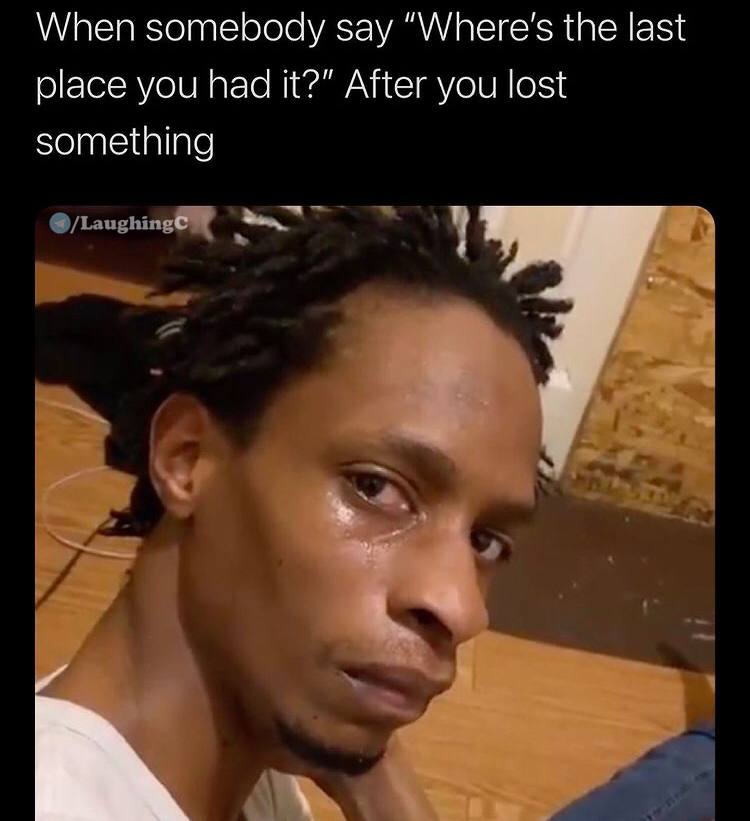 When somebody say “Where’s the last
place you had it?” After you lost
something
/LaughingC